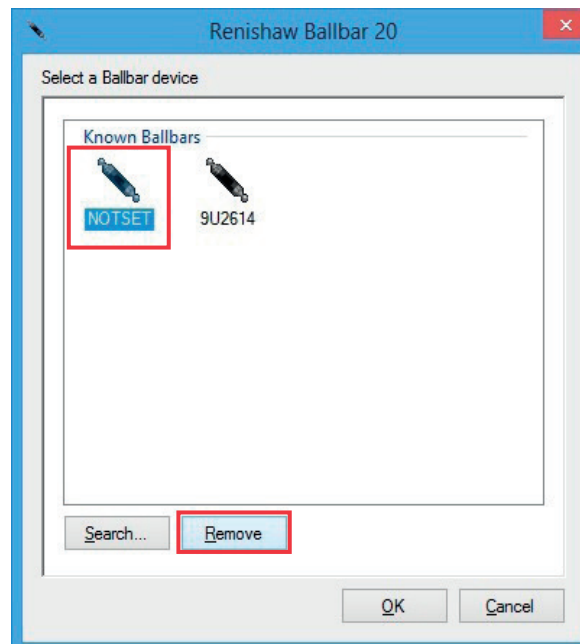 Renishaw Ballbar 20
Select a Ballbar device
Known Ballbars
NOTSET 9U2614
Search... Remove
OK Cancel